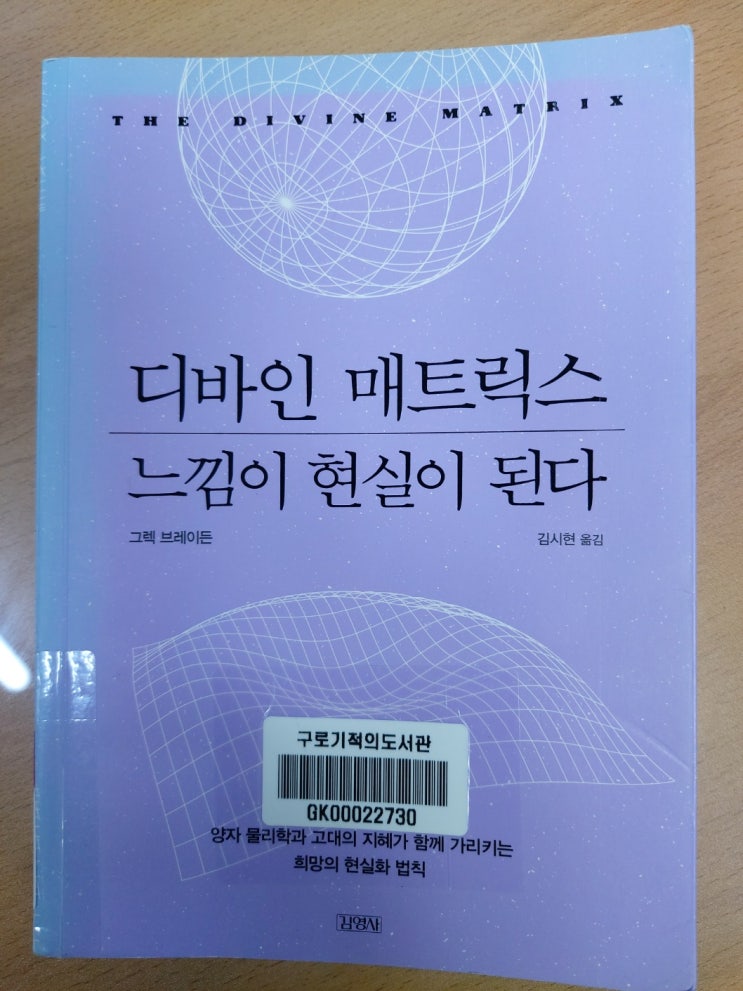 THE DIVINE MATRIX
디바인 매트릭스
느낌이 현실이 된다
그렉 브레이든 김시현 옮김
구로기적의도서관
GK00022730
양자 물리학과 고대의 지혜가 함께 가리키는
희망의 현실화 법칙
김영사